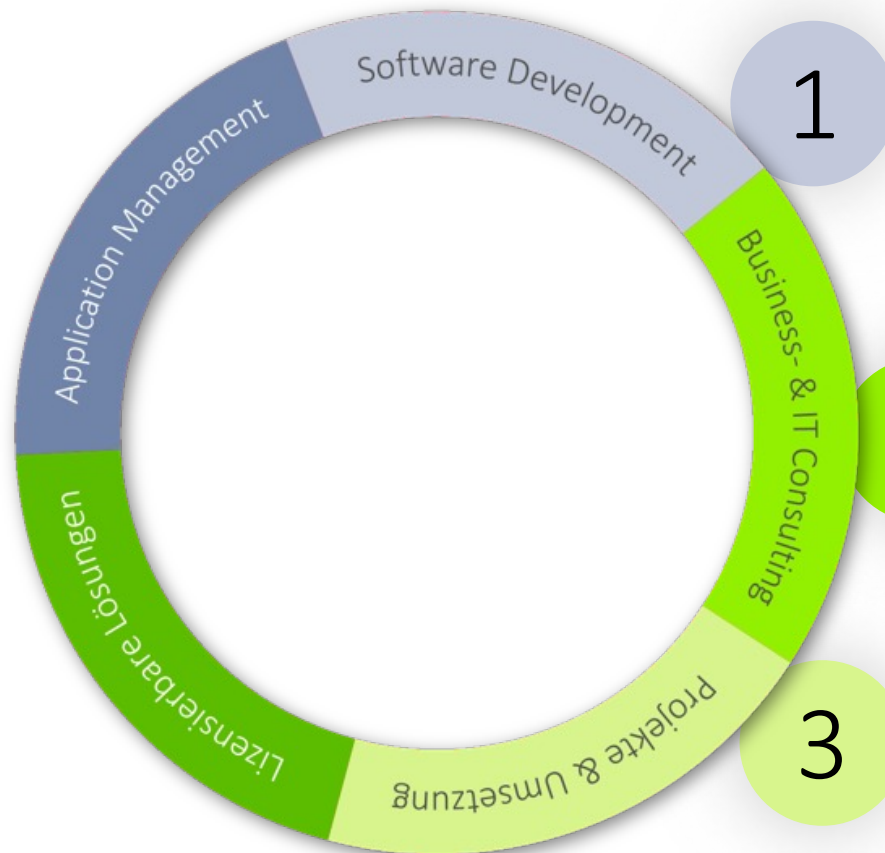 Software Development
1
Business- & IT Consulting
Projekte & Umsetzung
3
Lizensierbare Lösungen
Application Management